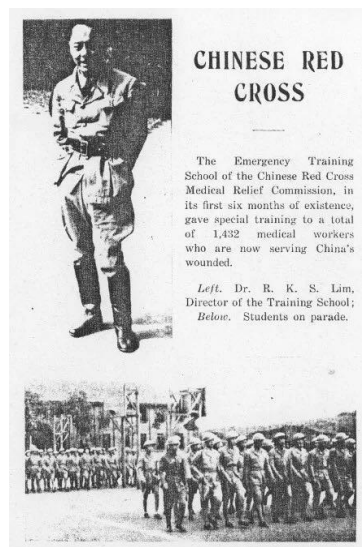 CHINESE RED
CROSS
The Emergency Training
School of the Chinese Red Cross
Medical Relief Commission, in
its first six months of existence,
gave special training to a total
of 1,432 medical workers
who are now serving China's
wounded.
Left. Dr. R. K. S. Lim,
Director of the Training School;
Below. Students on parade.